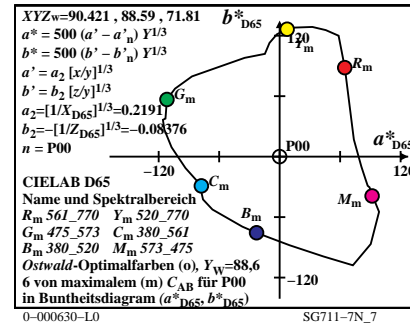 XYZw=90.421, 88.59, 71.81
a* = 500 (a' − a'n) Y^1/3
b* = 500 (b' − b'n) Y^1/3
a' = a2 [x/y]^1/3
b' = b2 [z/y]^1/3
a2=[1/XD65]^1/3=0.2191
b2=−[1/ZD65]^1/3=−0.08376
n = P00
CIELAB D65
Name und Spektralbereich
Rm 561_770 Ym 520_770
Gm 475_573 Cm 380_561
Bm 380_520 Mm 573_475
Ostwald-Optimalfarben (o), YW=88,6
6 von maximalem (m) CAB für P00
in Buntheitsdiagram (a*D65, b*D65)
b*D65
120
Ym
Rm
Gm
P00
a*D65
−120
120
Cm
Bm
Mm
−120
0-000630-L0
SG711-7N_7